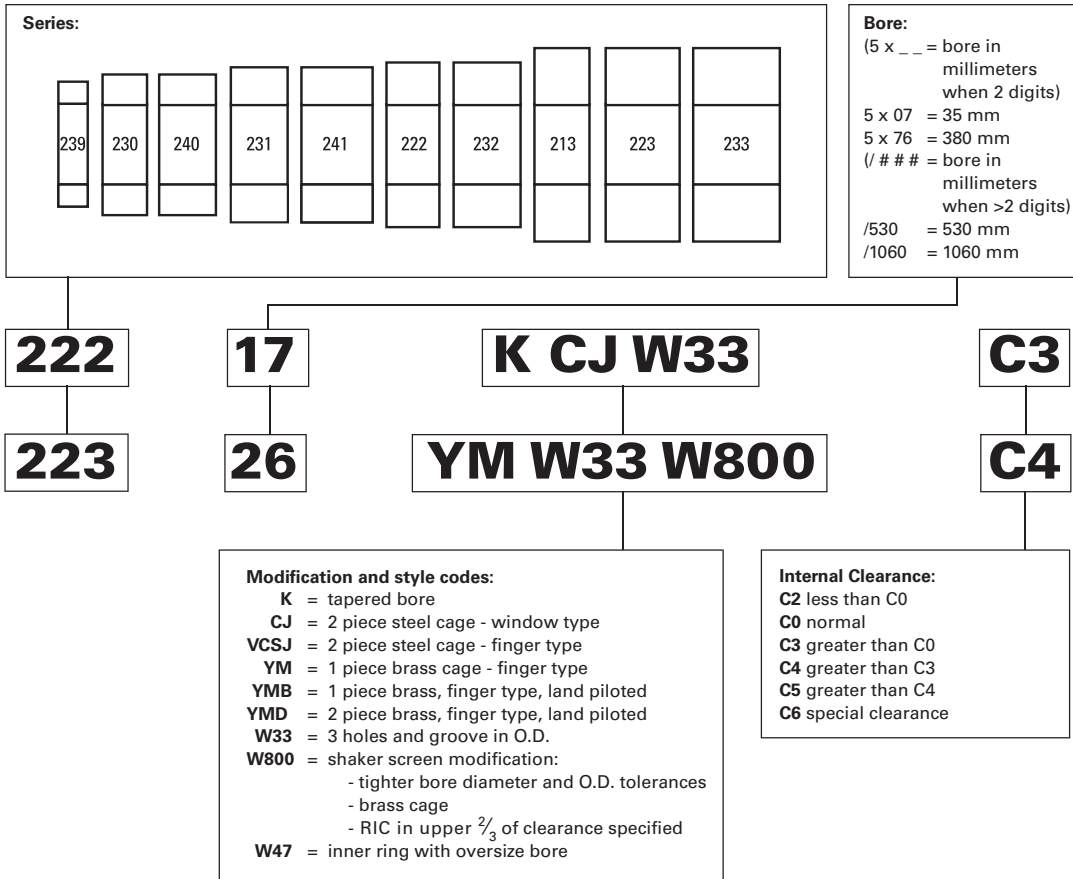 Series:
239 230 240 231 241 222 232 213 223 233
Bore:
(5 x _ _ = bore in
millimeters
when 2 digits)
5 x 07 = 35 mm
5 x 76 = 380 mm
(/ # # # = bore in
millimeters
when >2 digits)
/530 = 530 mm
/1060 = 1060 mm
222 17 K CJ W33 C3
223 26 YM W33 W800 C4
Modification and style codes:
K = tapered bore
CJ = 2 piece steel cage - window type
VCSJ = 2 piece steel cage - finger type
YM = 1 piece brass cage - finger type
YMB = 1 piece brass, finger type, land piloted
YMD = 2 piece brass, finger type, land piloted
W33 = 3 holes and groove in O.D.
W800 = shaker screen modification:
- tighter bore diameter and O.D. tolerances
- brass cage
- RIC in upper 2/3 of clearance specified
W47 = inner ring with oversize bore
Internal Clearance:
C2 less than C0
C0 normal
C3 greater than C0
C4 greater than C3
C5 greater than C4
C6 special clearance